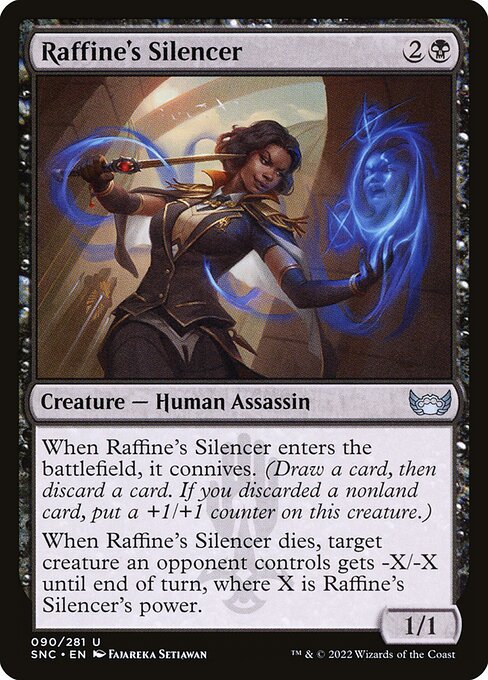 Raffine's Silencer 2
Creature — Human Assassin
When Raffine's Silencer enters the
battlefield, it connives. (Draw a card, then
discard a card. If you discarded a nonland
card, put a +1/+1 counter on this creature.)
When Raffine's Silencer dies, target
creature an opponent controls gets -X/-X
until end of turn, where X is Raffine's
Silencer's power.
1/1
090/281 U
SNC • EN Fajareka Setiawan
™ & © 2022 Wizards of the Coast